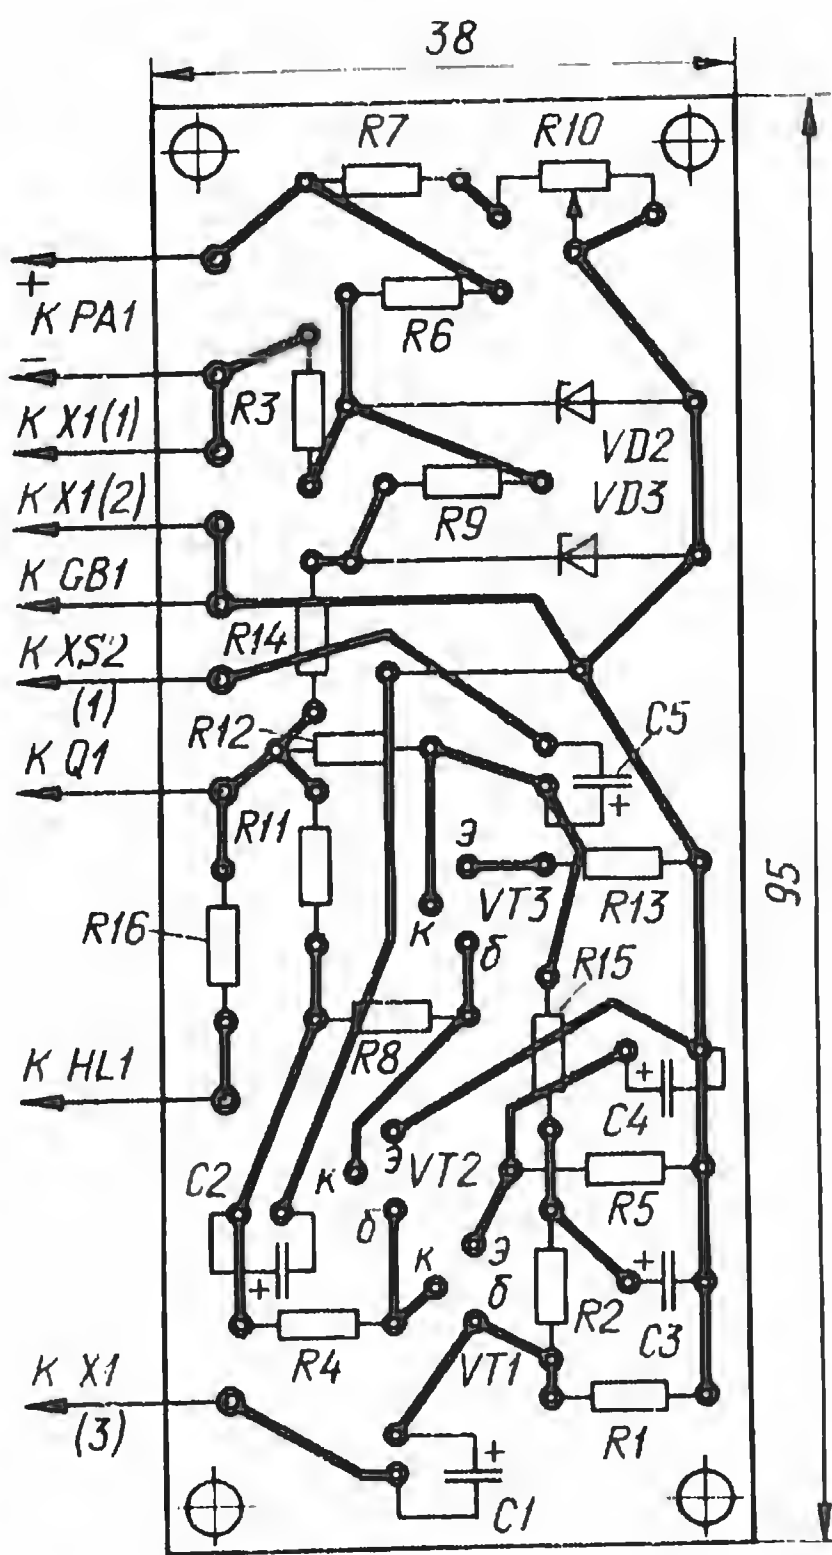 38
R7
R10
+
К PA1
R6
−
R3
К X1(1)
VD2
К X1(2)
VD3
R9
К GB1
R14
К XS2
(1)
C5
R12
К Q1
+
R11
э
VT3
R13
95
к
R16
б
R15
R8
К HL1
+
C4
э
C2
к
VT2
R5
б
э
+
к
б
+
R2
C3
R4
VT1
К X1
(3)
R1
+
C1